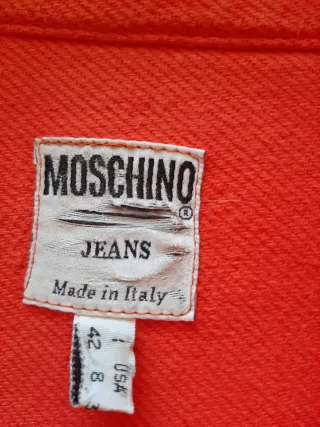 MOSCHINO
®
JEANS
Made in Italy
I USA
42 8